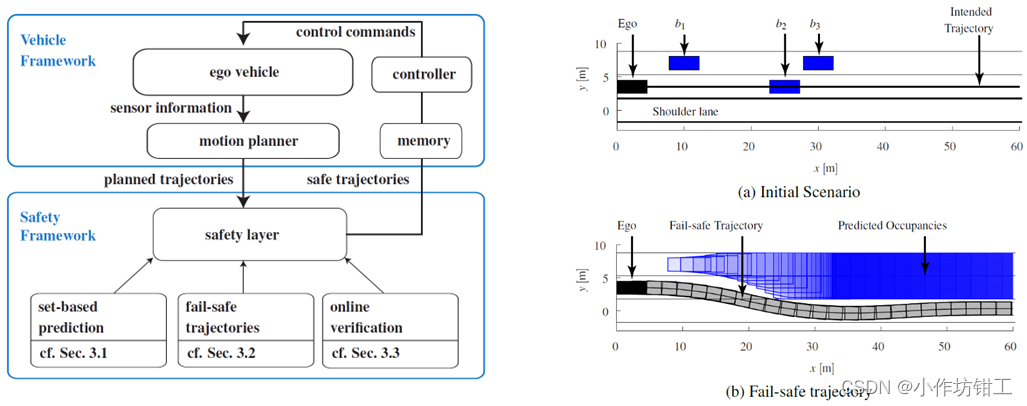 Vehicle
Framework
control commands
ego vehicle
controller
sensor information
motion planner
memory
planned trajectories
safe trajectories
Safety
Framework
safety layer
set-based
prediction
cf. Sec. 3.1
fail-safe
trajectories
cf. Sec. 3.2
online
verification
cf. Sec. 3.3
Ego
b1
b2
b3
Intended
Trajectory
10
5
0
y [m]
Shoulder lane
0 10 20 30 40 50 60
x [m]
(a) Initial Scenario
Ego
Fail-safe Trajectory
Predicted Occupancies
10
5
0
y [m]
0 10 20 30 40 50 60
x [m]
(b) Fail-safe trajectory
CSDN @小作坊钳工